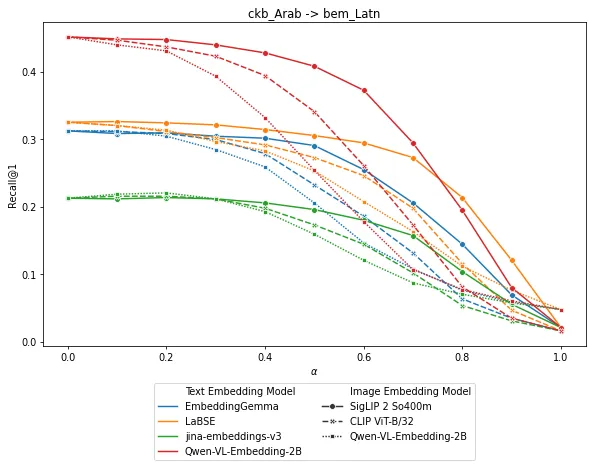 ckb_Arab -> bem_Latn
Recall@1
0.4
0.3
0.2
0.1
0.0
0.0 0.2 0.4 0.6 0.8 1.0
α
Text Embedding Model
EmbeddingGemma
LaBSE
jina-embeddings-v3
Qwen-VL-Embedding-2B
Image Embedding Model
SigLIP 2 So400m
CLIP ViT-B/32
Qwen-VL-Embedding-2B